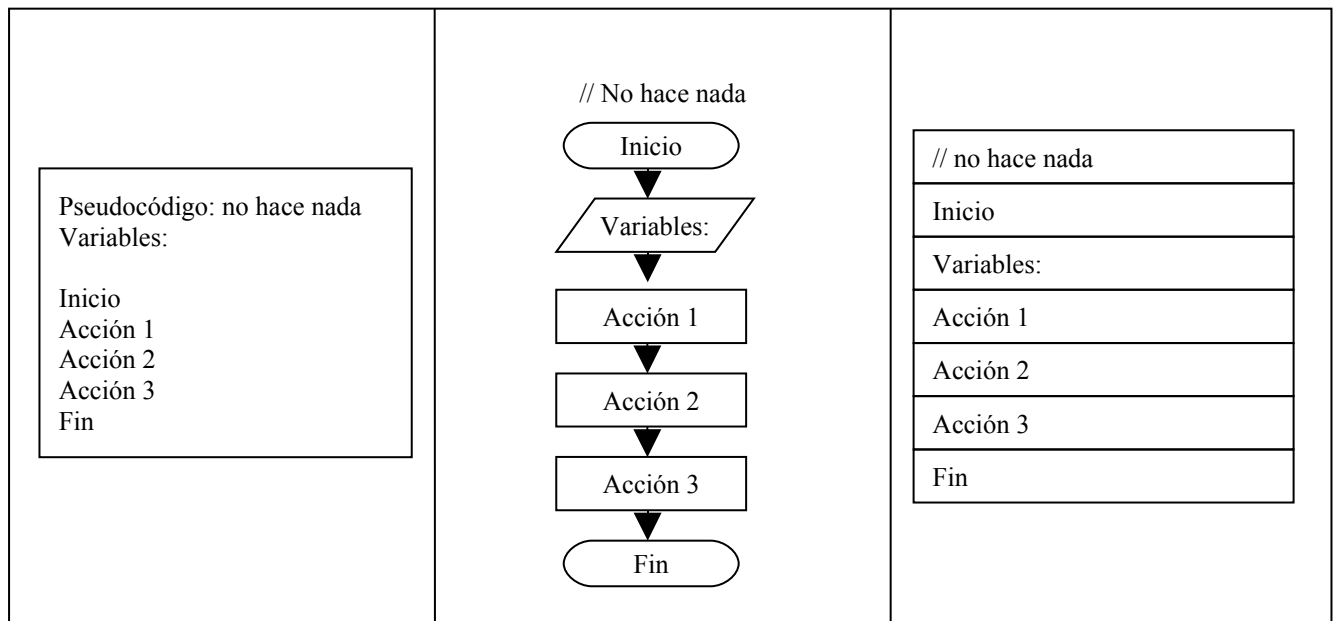 Pseudocódigo: no hace nada
Variables:
Inicio
Acción 1
Acción 2
Acción 3
Fin
// No hace nada
Inicio
Variables:
Acción 1
Acción 2
Acción 3
Fin
// no hace nada
Inicio
Variables:
Acción 1
Acción 2
Acción 3
Fin